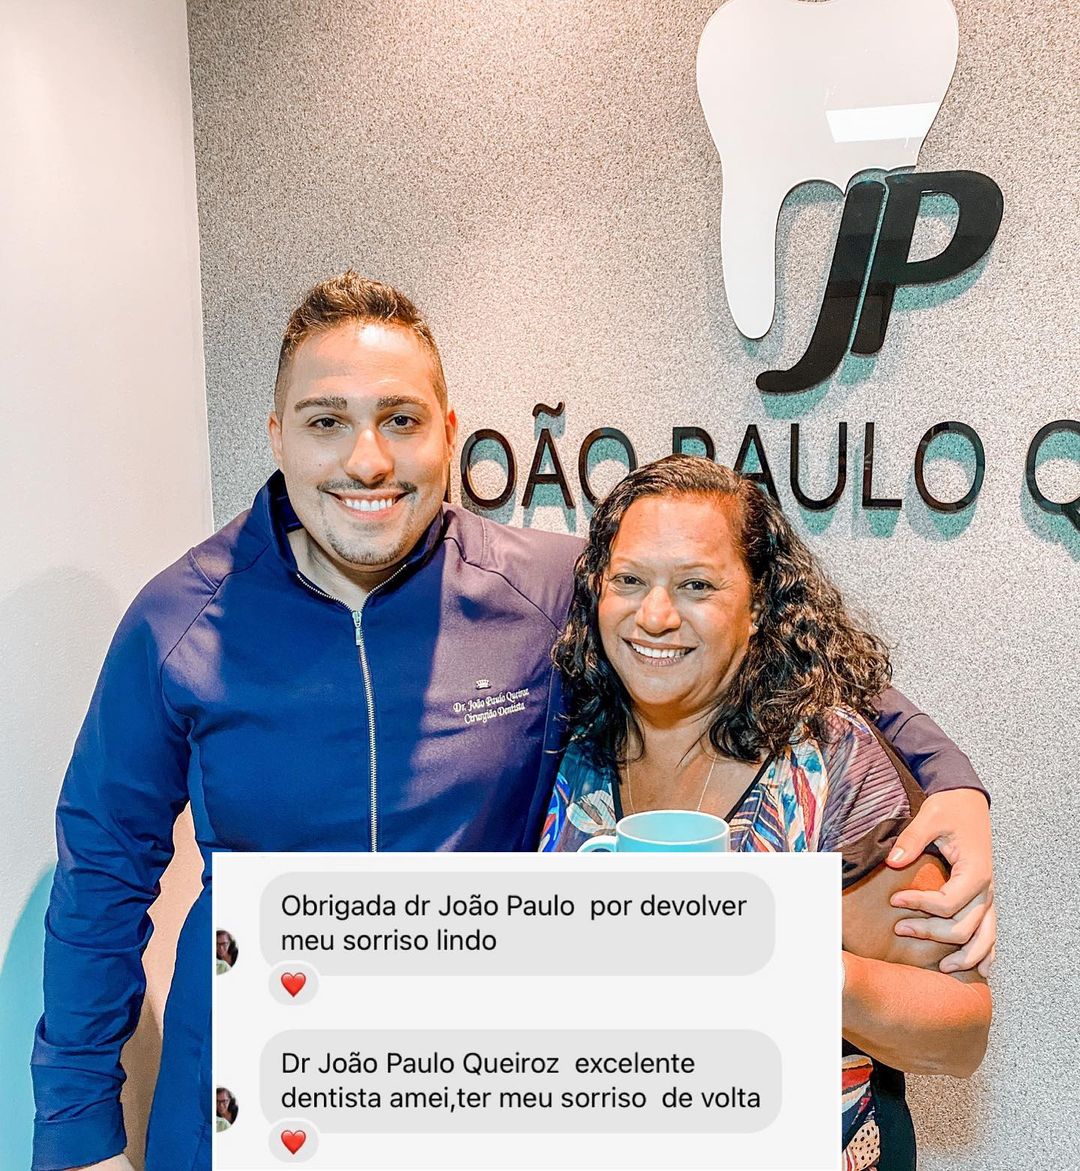 JP
JOÃO PAULO Q
Dr. João Paulo Queiroz
Cirurgião Dentista
Obrigada dr João Paulo  por devolver
meu sorriso lindo
Dr João Paulo Queiroz  excelente
dentista amei,ter meu sorriso  de volta